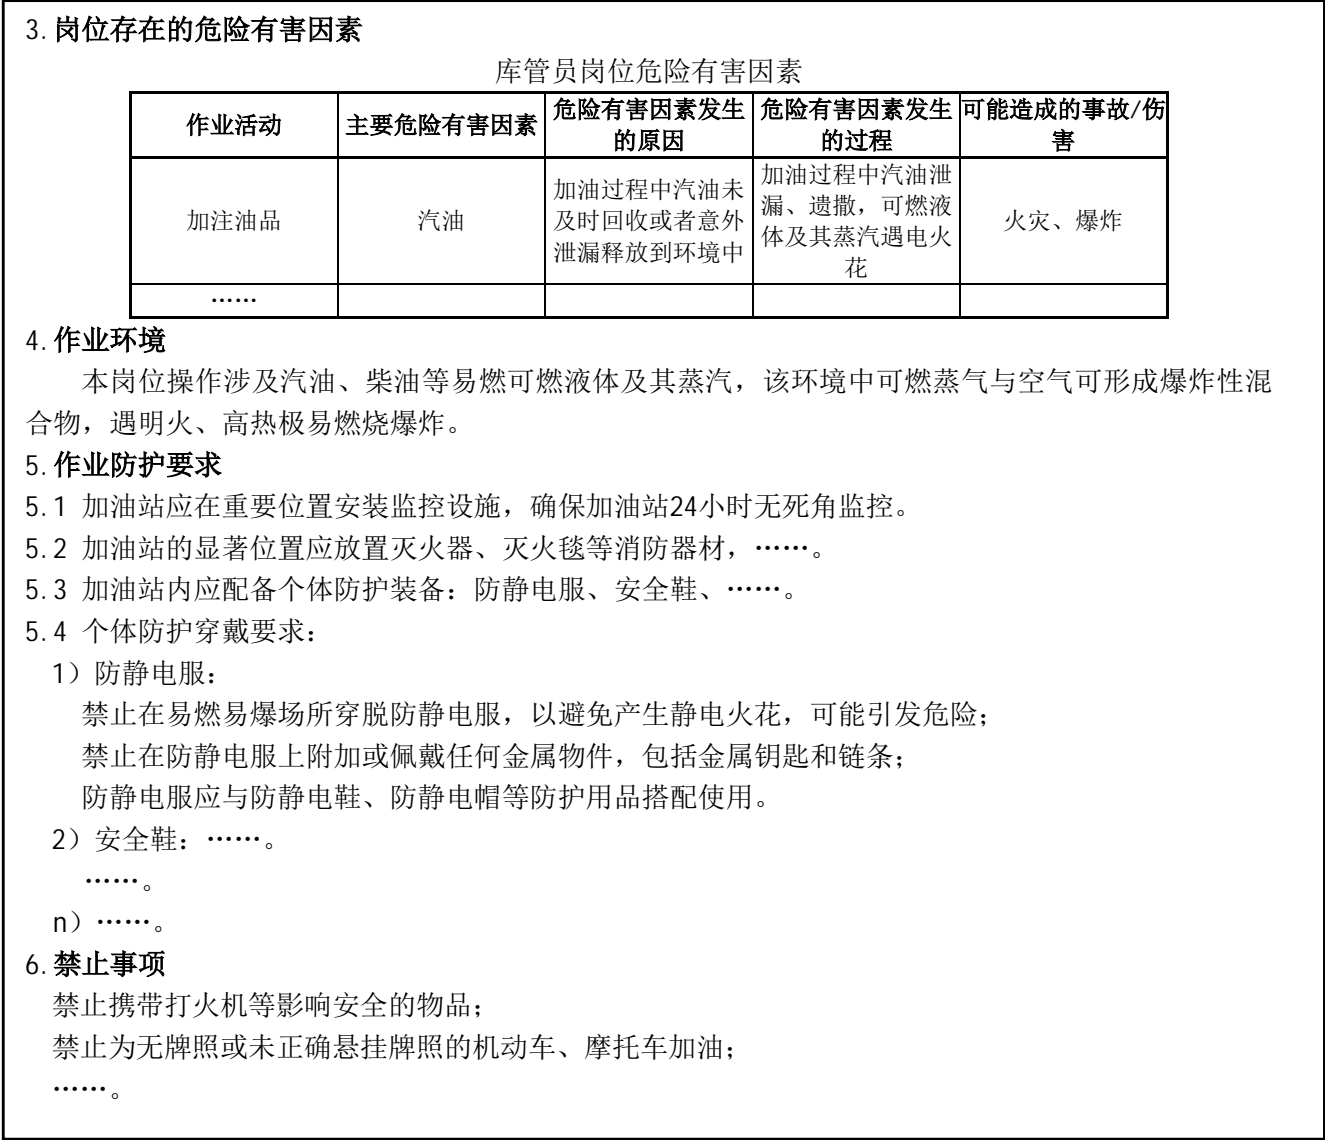 3.岗位存在的危险有害因素
库管员岗位危险有害因素
作业活动
主要危险有害因素
危险有害因素发生
的原因
危险有害因素发生
的过程
可能造成的事故/伤
害
加注油品
汽油
加油过程中汽油未
及时回收或者意外
泄漏释放到环境中
加油过程中汽油泄
漏、遗撒，可燃液
体及其蒸汽遇电火
花
火灾、爆炸
……
4.作业环境
本岗位操作涉及汽油、柴油等易燃可燃液体及其蒸汽，该环境中可燃蒸气与空气可形成爆炸性混
合物，遇明火、高热极易燃烧爆炸。
5.作业防护要求
5.1 加油站应在重要位置安装监控设施，确保加油站24小时无死角监控。
5.2 加油站的显著位置应放置灭火器、灭火毯等消防器材，……。
5.3 加油站内应配备个体防护装备：防静电服、安全鞋、……。
5.4 个体防护穿戴要求：
1）防静电服：
禁止在易燃易爆场所穿脱防静电服，以避免产生静电火花，可能引发危险；
禁止在防静电服上附加或佩戴任何金属物件，包括金属钥匙和链条；
防静电服应与防静电鞋、防静电帽等防护用品搭配使用。
2）安全鞋：……。
……。
n）……。
6.禁止事项
禁止携带打火机等影响安全的物品；
禁止为无牌照或未正确悬挂牌照的机动车、摩托车加油；
……。